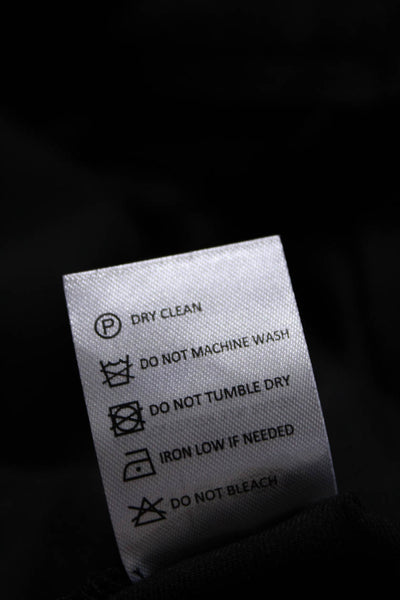 Ⓟ DRY CLEAN
DO NOT MACHINE WASH
DO NOT TUMBLE DRY
IRON LOW IF NEEDED
DO NOT BLEACH